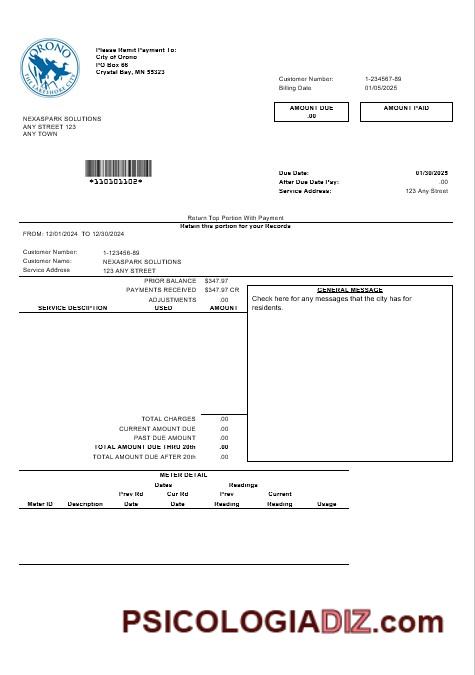 ORONO
THE LAKESHORE CITY
Please Remit Payment To:
City of Orono
PO Box 66
Crystal Bay, MN 55323
Customer Number: 1-234567-89
Billing Date 01/05/2025
AMOUNT DUE AMOUNT PAID
.00
NEXASPARK SOLUTIONS
ANY STREET 123
ANY TOWN
*110101102*
Due Date: 01/30/2025
After Due Date Pay: .00
Service Address: 123 Any Street
Return Top Portion With Payment
Retain this portion for your Records
FROM: 12/01/2024 TO 12/30/2024
Customer Number: 1-123456-89
Customer Name: NEXASPARK SOLUTIONS
Service Address 123 ANY STREET
PRIOR BALANCE $347.97
PAYMENTS RECEIVED $347.97 CR
ADJUSTMENTS .00
SERVICE DESCIPTION USED AMOUNT
GENERAL MESSAGE
Check here for any messages that the city has for
residents.
TOTAL CHARGES .00
CURRENT AMOUNT DUE .00
PAST DUE AMOUNT .00
TOTAL AMOUNT DUE THRU 20th .00
TOTAL AMOUNT DUE AFTER 20th .00
METER DETAIL
Dates Readings
Prev Rd Cur Rd Prev Current
Meter ID Description Date Date Reading Reading Usage
PSICOLOGIADIZ.com